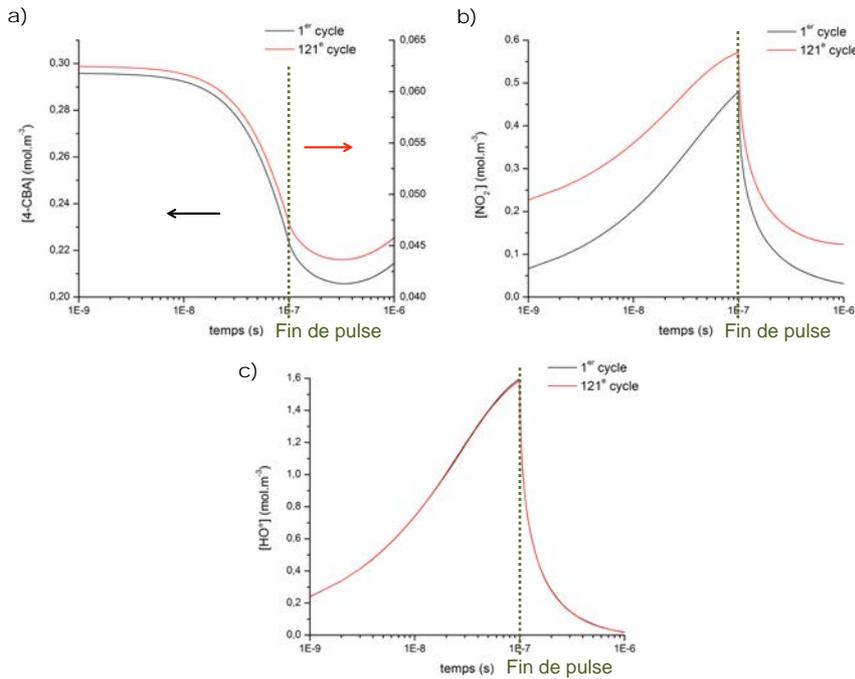 a)
1er cycle
121e cycle
0,30
0,28
0,26
0,24
0,22
0,20
[4-CBA] (mol.m-3)
0,065
0,060
0,055
0,050
0,045
0,040
1E-9
1E-8
1E-7
1E-6
temps (s)
Fin de pulse
b)
1er cycle
121e cycle
0,6
0,5
0,4
0,3
0,2
0,1
0,0
[NO2·] (mol.m-3)
1E-9
1E-8
1E-7
1E-6
temps (s)
Fin de pulse
c)
1er cycle
121e cycle
1,6
1,4
1,2
1,0
0,8
0,6
0,4
0,2
0,0
[HO°] (mol.m-3)
1E-9
1E-8
1E-7
1E-6
temps (s)
Fin de pulse